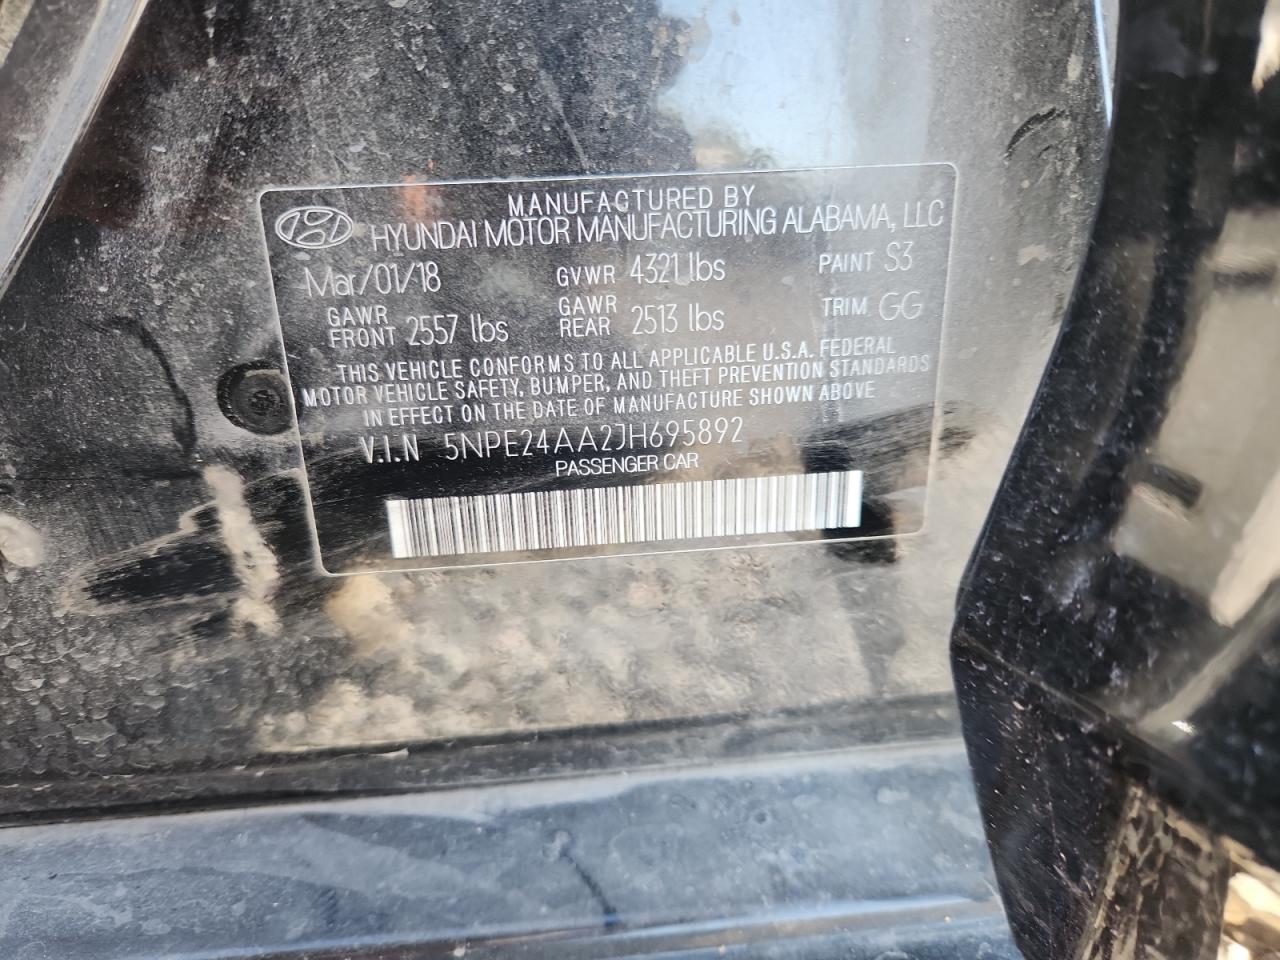 MANUFACTURED BY
HYUNDAI MOTOR MANUFACTURING ALABAMA, LLC
Mar/01/18 GVWR 4321 lbs PAINT S3
GAWR FRONT 2557 lbs GAWR REAR 2513 lbs TRIM GG
THIS VEHICLE CONFORMS TO ALL APPLICABLE U.S.A. FEDERAL
MOTOR VEHICLE SAFETY, BUMPER, AND THEFT PREVENTION STANDARDS
IN EFFECT ON THE DATE OF MANUFACTURE SHOWN ABOVE
V.I.N 5NPE24AA2JH695892
PASSENGER CAR